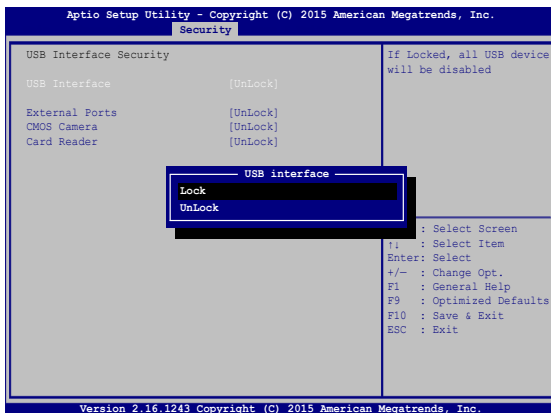 Aptio Setup Utility - Copyright (C) 2015 American Megatrends, Inc.
Security
USB Interface Security
USB Interface [UnLock]
External Ports [UnLock]
CMOS Camera [UnLock]
Card Reader [UnLock]
If Locked, all USB device
will be disabled
USB interface
Lock
UnLock
: Select Screen
↑↓ : Select Item
Enter: Select
+/— : Change Opt.
F1 : General Help
F9 : Optimized Defaults
F10 : Save & Exit
ESC : Exit
Version 2.16.1243 Copyright (C) 2015 American Megatrends, Inc.